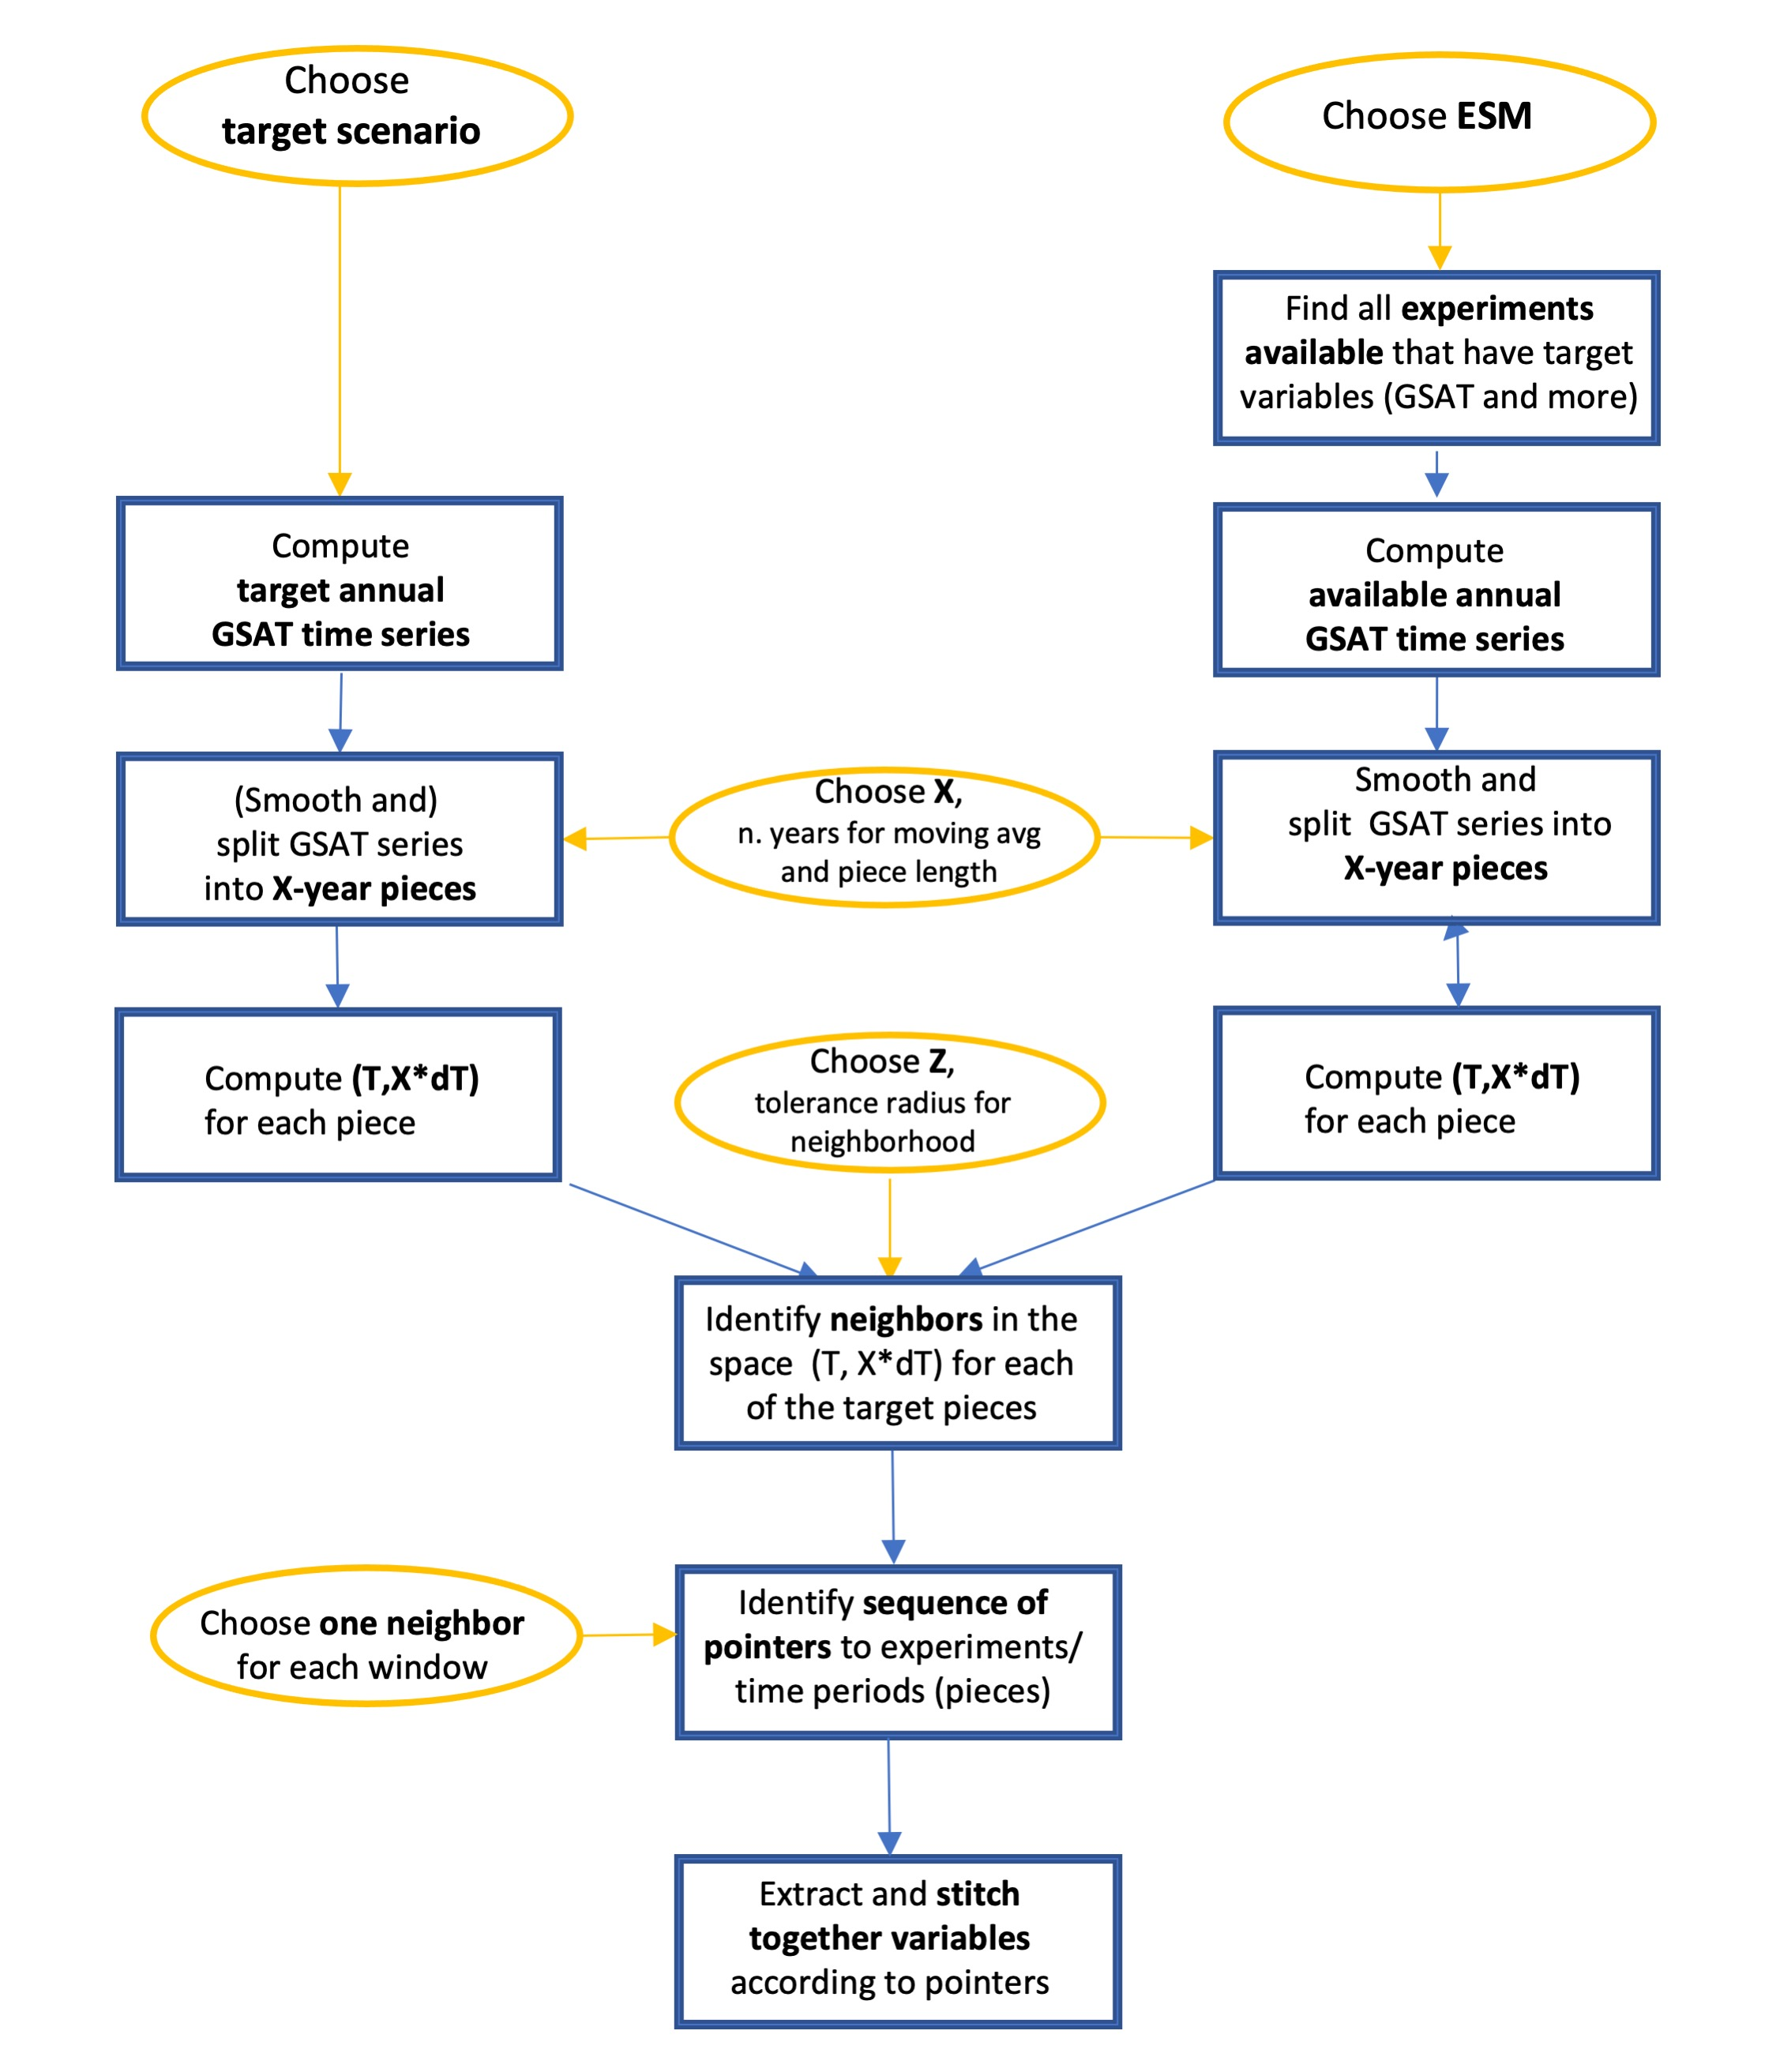 Choose
target scenario
Choose ESM
Find all experiments
available that have target
variables (GSAT and more)
Compute
target annual
GSAT time series
Compute
available annual
GSAT time series
(Smooth and)
split GSAT series
into X-year pieces
Choose X,
n. years for moving avg
and piece length
Smooth and
split GSAT series into
X-year pieces
Compute (T,X*dT)
for each piece
Choose Z,
tolerance radius for
neighborhood
Compute (T,X*dT)
for each piece
Identify neighbors in the
space (T, X*dT) for each
of the target pieces
Choose one neighbor
for each window
Identify sequence of
pointers to experiments/
time periods (pieces)
Extract and stitch
together variables
according to pointers